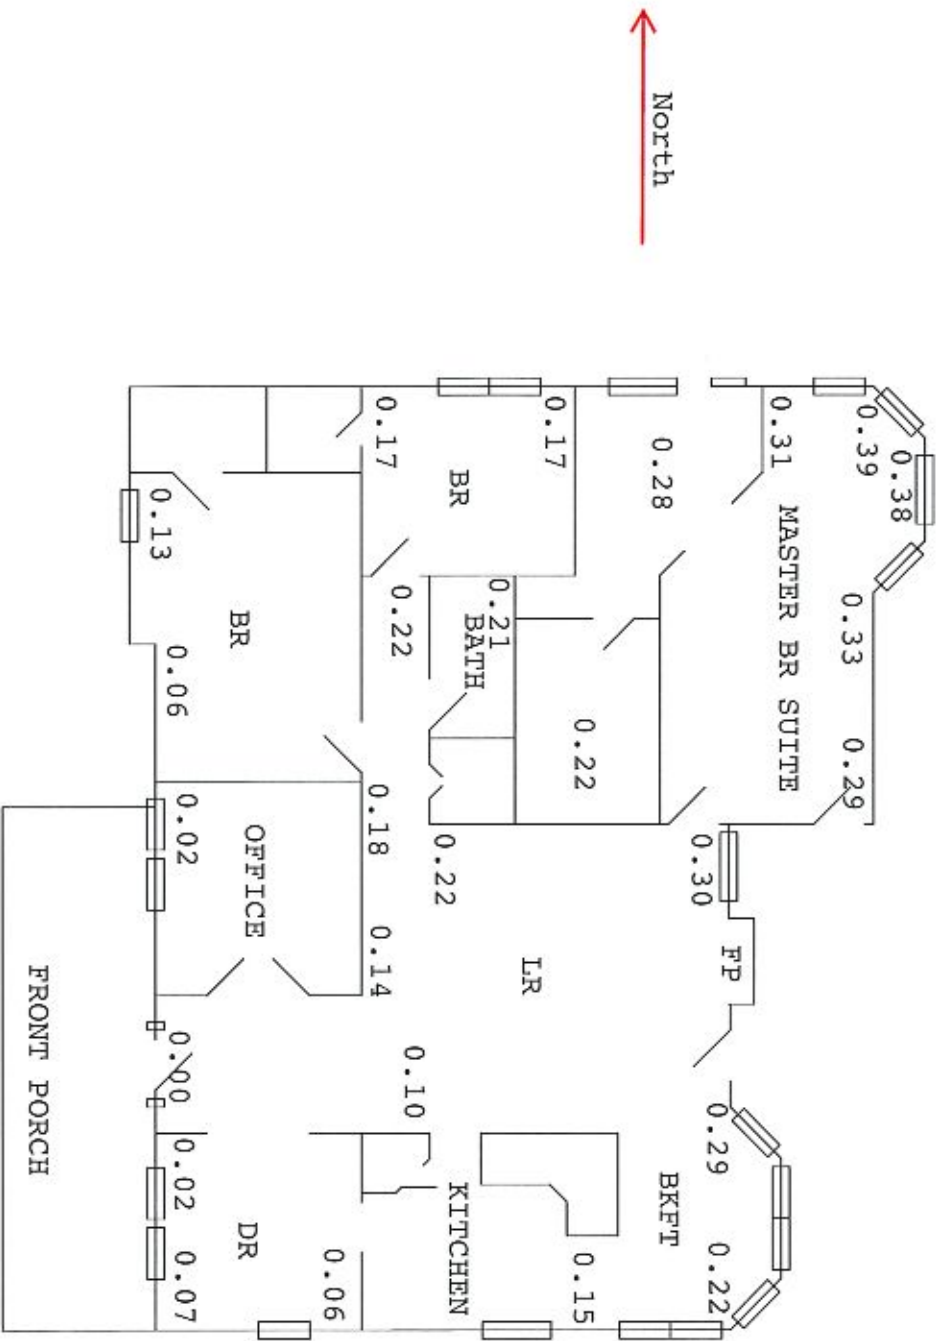 North
0.39
0.38
0.31
0.17
0.17
0.28
BR
MASTER BR SUITE
0.13
0.22
0.21
BATH
0.33
BR
0.06
0.22
0.29
0.02
OFFICE
0.18
0.22
0.30
0.14
LR
FP
FRONT PORCH
0.00
0.10
0.29
0.02
KITCHEN
BKFT
DR
0.07
0.06
0.15
0.22